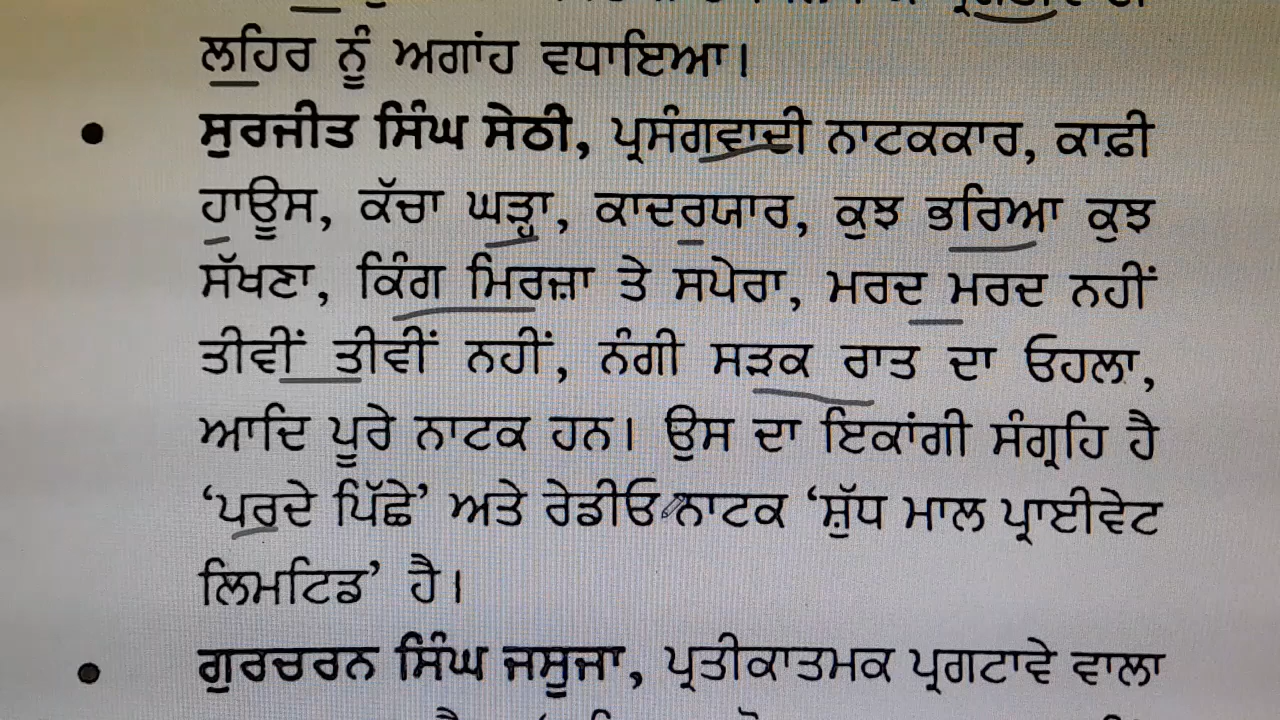 ਲਹਿਰ ਨੂੰ ਅਗਾਂਹ ਵਧਾਇਆ।
• ਸੁਰਜੀਤ ਸਿੰਘ ਸੇਠੀ, ਪ੍ਰਸੰਗਵਾਦੀ ਨਾਟਕਕਾਰ, ਕਾਫ਼ੀ
ਹਾਊਸ, ਕੱਚਾ ਘੜ੍ਹਾ, ਕਾਦਰਯਾਰ, ਕੁਝ ਭਰਿਆ ਕੁਝ
ਸੱਖਣਾ, ਕਿੰਗ ਮਿਰਜ਼ਾ ਤੇ ਸਪੇਰਾ, ਮਰਦ ਮਰਦ ਨਹੀਂ
ਤੀਵੀਂ ਤੀਵੀਂ ਨਹੀਂ, ਨੰਗੀ ਸੜਕ ਰਾਤ ਦਾ ਓਹਲਾ,
ਆਦਿ ਪੂਰੇ ਨਾਟਕ ਹਨ। ਉਸ ਦਾ ਇਕਾਂਗੀ ਸੰਗ੍ਰਹਿ ਹੈ
‘ਪਰਦੇ ਪਿੱਛੇ’ ਅਤੇ ਰੇਡੀਓ ਨਾਟਕ ‘ਸ਼ੁੱਧ ਮਾਲ ਪ੍ਰਾਈਵੇਟ
ਲਿਮਟਿਡ’ ਹੈ।
• ਗੁਰਚਰਨ ਸਿੰਘ ਜਸੂਜਾ, ਪ੍ਰਤੀਕਾਤਮਕ ਪ੍ਰਗਟਾਵੇ ਵਾਲਾ